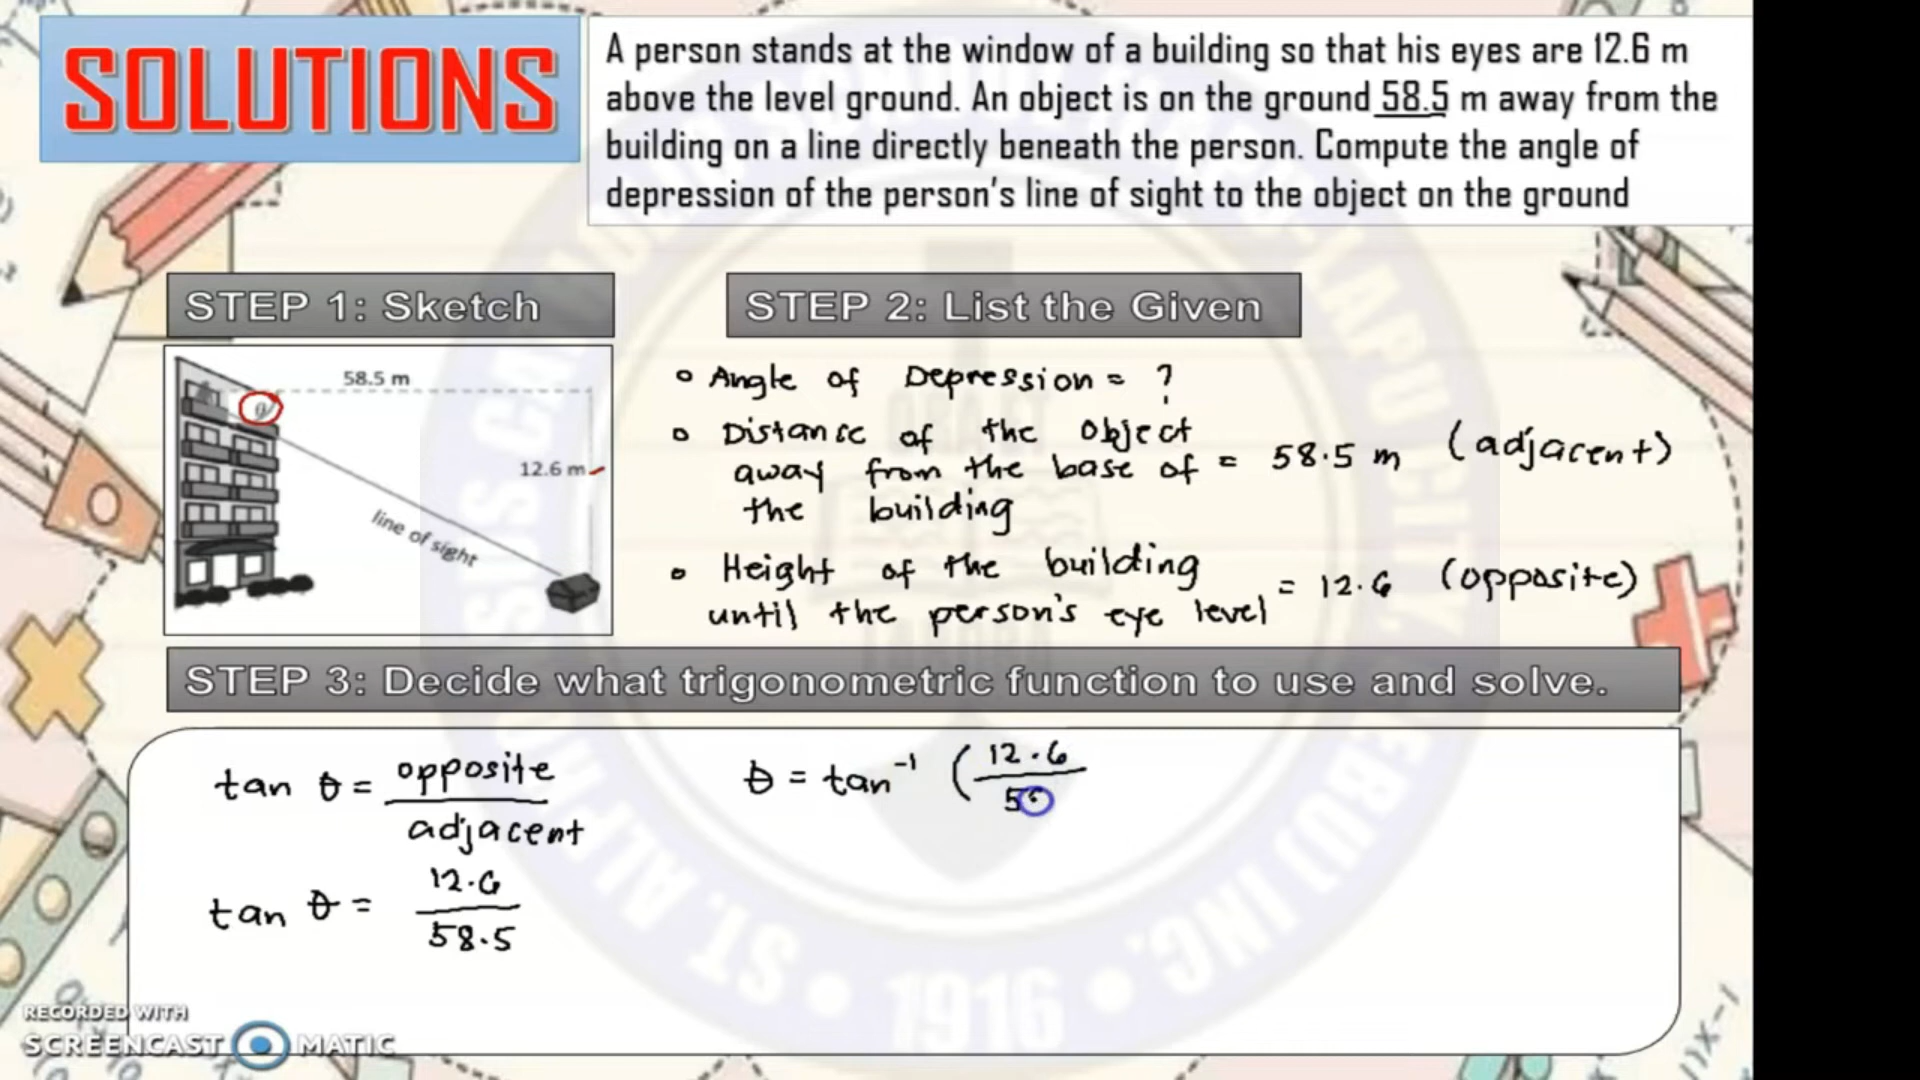 SOLUTIONS
A person stands at the window of a building so that his eyes are 12.6 m
above the level ground. An object is on the ground 58.5 m away from the
building on a line directly beneath the person. Compute the angle of
depression of the person's line of sight to the object on the ground
STEP 1: Sketch
58.5 m
θ
12.6 m
line of sight
STEP 2: List the Given
Angle of Depression = ?
Distance of the object
away from the base of = 58.5 m (adjacent)
the building
Height of the building
until the person's eye level = 12.6 (opposite)
STEP 3: Decide what trigonometric function to use and solve.
tan θ = opposite
adjacent
tan θ = 12.6
58.5
θ = tan⁻¹ ( 12.6
5
RECORDED WITH
SCREENCAST MATIC
1916